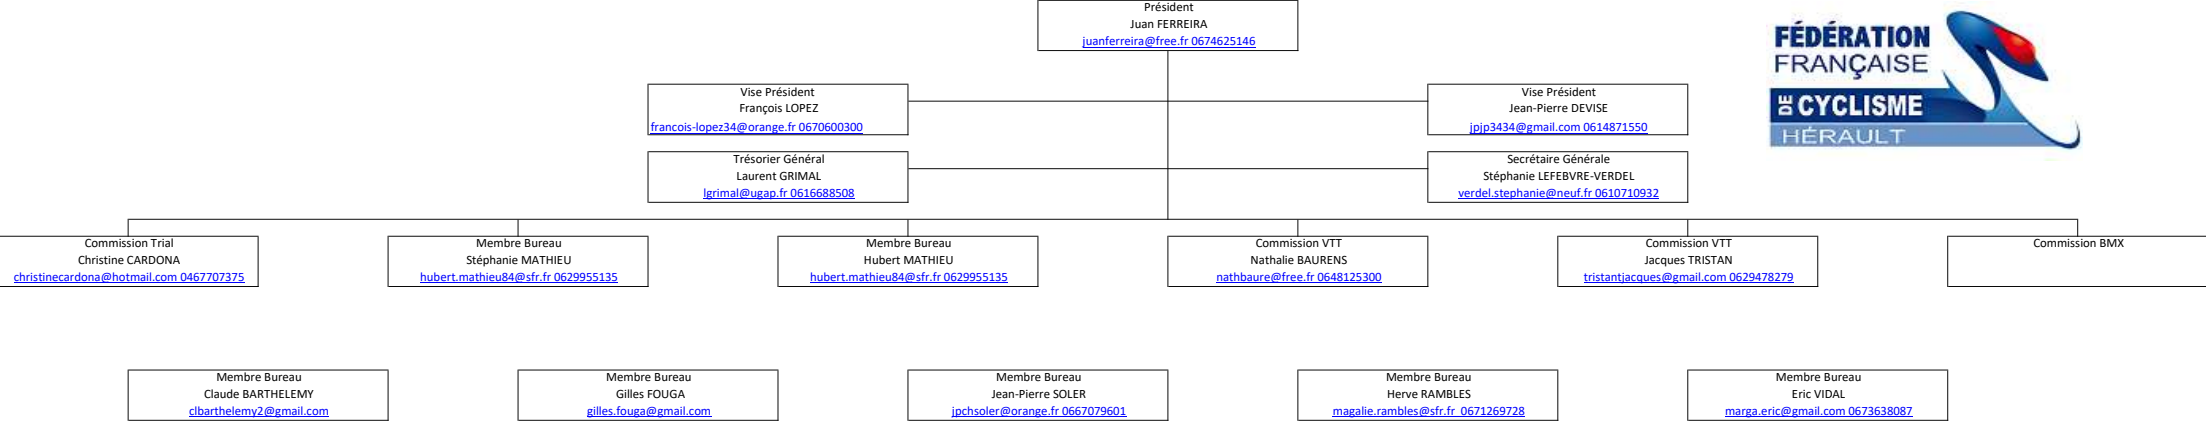 Président
Juan FERREIRA
juanferreira@free.fr 0674625146
FÉDÉRATION
FRANÇAISE
DE CYCLISME
HÉRAULT
Vise Président
François LOPEZ
francois-lopez34@orange.fr 0670600300
Vise Président
Jean-Pierre DEVISE
jpjp3434@gmail.com 0614871550
Trésorier Général
Laurent GRIMAL
lgrimal@ugap.fr 0616688508
Secrétaire Générale
Stéphanie LEFEBVRE-VERDEL
verdel.stephanie@neuf.fr 0610710932
Commission Trial
Christine CARDONA
christinecardona@hotmail.com 0467707375
Membre Bureau
Stéphanie MATHIEU
hubert.mathieu84@sfr.fr 0629955135
Membre Bureau
Hubert MATHIEU
hubert.mathieu84@sfr.fr 0629955135
Commission VTT
Nathalie BAURENS
nathbaure@free.fr 0648125300
Commission VTT
Jacques TRISTAN
tristantjacques@gmail.com 0629478279
Commission BMX
Membre Bureau
Claude BARTHELEMY
clbarthelemy2@gmail.com
Membre Bureau
Gilles FOUGA
gilles.fouga@gmail.com
Membre Bureau
Jean-Pierre SOLER
jpchsoler@orange.fr 0667079601
Membre Bureau
Herve RAMBLES
magalie.rambles@sfr.fr 0671269728
Membre Bureau
Eric VIDAL
marga.eric@gmail.com 0673638087